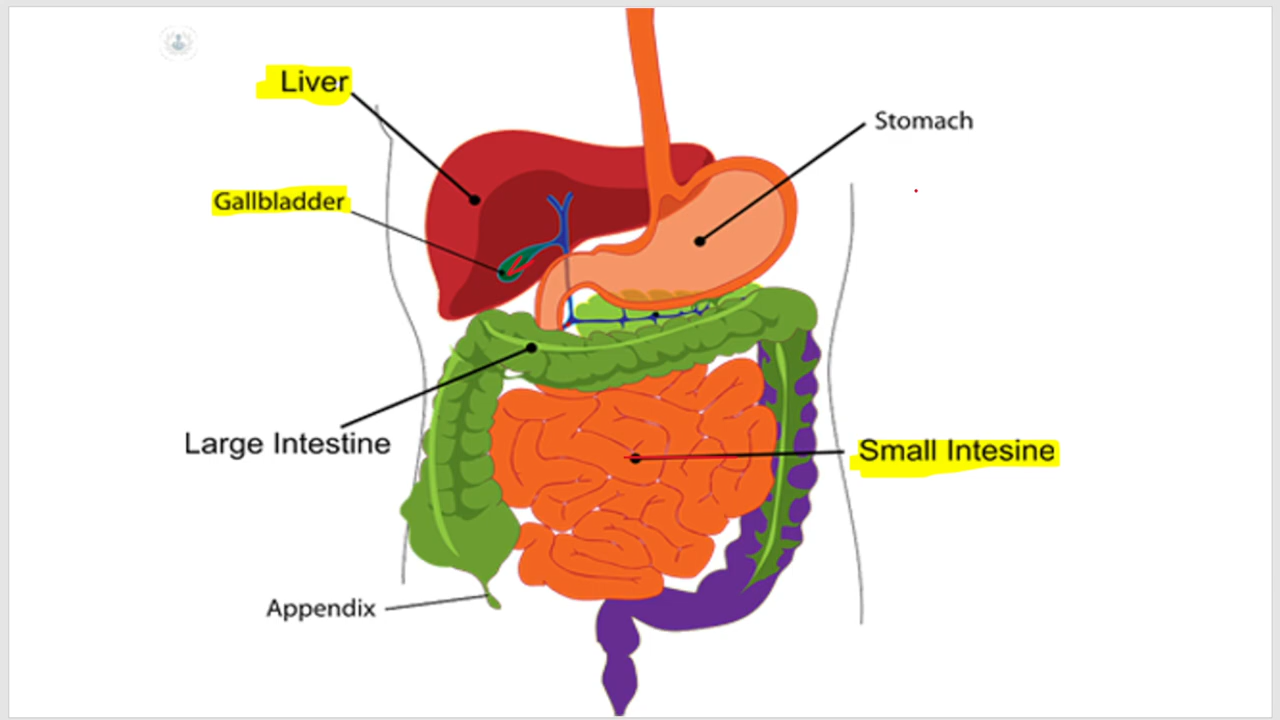 Liver
Stomach
Gallbladder
Large Intestine
Small Intesine
Appendix